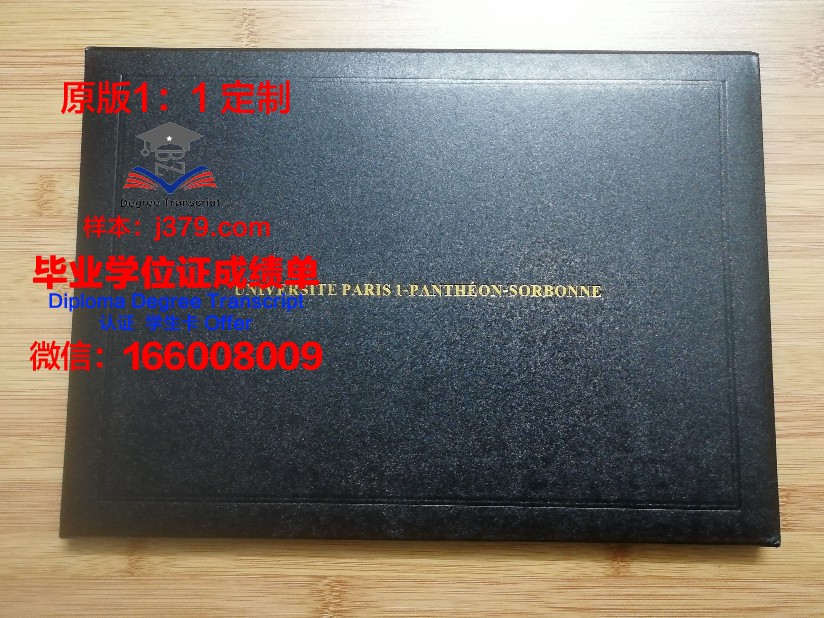 原版1：1 定制
Degree Transcript
样本：j379.com
毕业学位证成绩单
UNIVERSITÉ PARIS 1-PANTHÉON-SORBONNE
Diploma Degree Transcript
认证 学生卡 Offer
微信：166008009